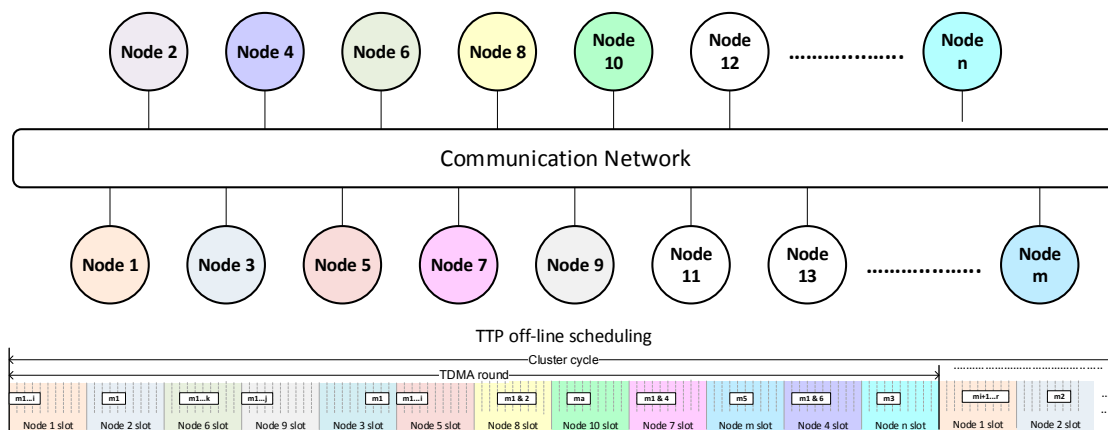 Node 2
Node 4
Node 6
Node 8
Node
10
Node
12
Node
n
Communication Network
Node 1
Node 3
Node 5
Node 7
Node 9
Node
11
Node
13
Node
m
TTP off-line scheduling
Cluster cycle
TDMA round
m1...i
m1
m1...k
m1...j
m1
m1...i
m1 & 2
ma
m1 & 4
m5
m1 & 6
m3
mi+1...r
m2
Node 1 slot
Node 2 slot
Node 6 slot
Node 9 slot
Node 3 slot
Node 5 slot
Node 8 slot
Node 10 slot
Node 7 slot
Node m slot
Node 4 slot
Node n slot
Node 1 slot
Node 2 slot